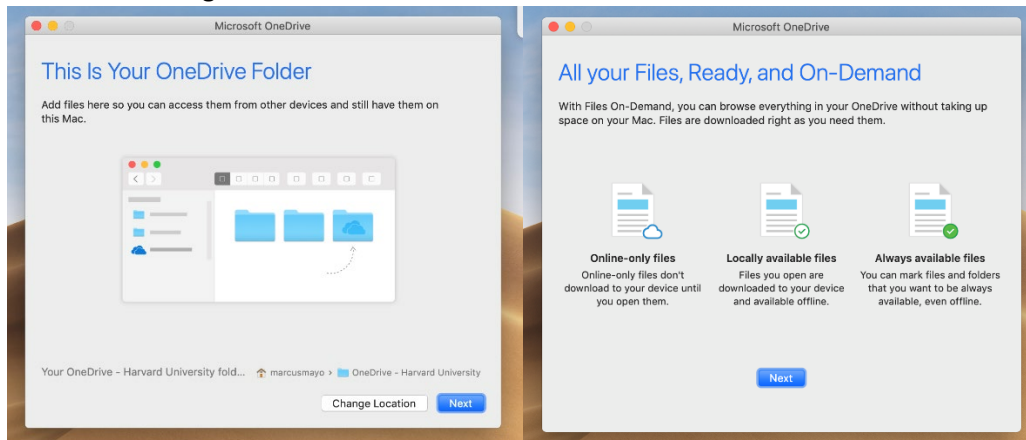 Microsoft OneDrive
This Is Your OneDrive Folder
Add files here so you can access them from other devices and still have them on
this Mac.
Your OneDrive - Harvard University fold... marcusmayo › OneDrive - Harvard University
Change Location Next
Microsoft OneDrive
All your Files, Ready, and On-Demand
With Files On-Demand, you can browse everything in your OneDrive without taking up
space on your Mac. Files are downloaded right as you need them.
Online-only files
Online-only files don't
download to your device until
you open them.
Locally available files
Files you open are
downloaded to your device
and available offline.
Always available files
You can mark files and folders
that you want to be always
available, even offline.
Next